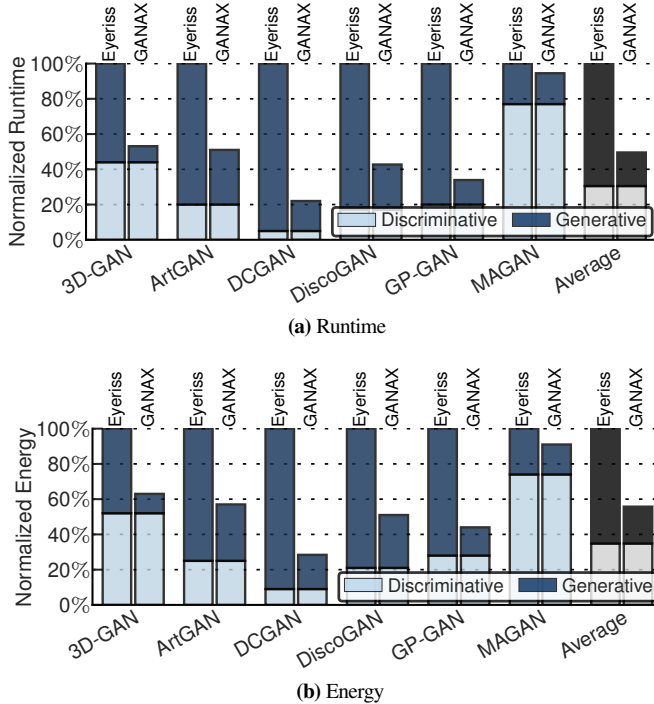 Eyeriss GANAX Eyeriss GANAX Eyeriss GANAX Eyeriss GANAX Eyeriss GANAX Eyeriss GANAX Eyeriss GANAX
Normalized Runtime
100%
80%
60%
40%
20%
0%
Discriminative Generative
3D-GAN ArtGAN DCGAN DiscoGAN GP-GAN MAGAN Average
(a) Runtime
Eyeriss GANAX Eyeriss GANAX Eyeriss GANAX Eyeriss GANAX Eyeriss GANAX Eyeriss GANAX Eyeriss GANAX
Normalized Energy
100%
80%
60%
40%
20%
0%
Discriminative Generative
3D-GAN ArtGAN DCGAN DiscoGAN GP-GAN MAGAN Average
(b) Energy